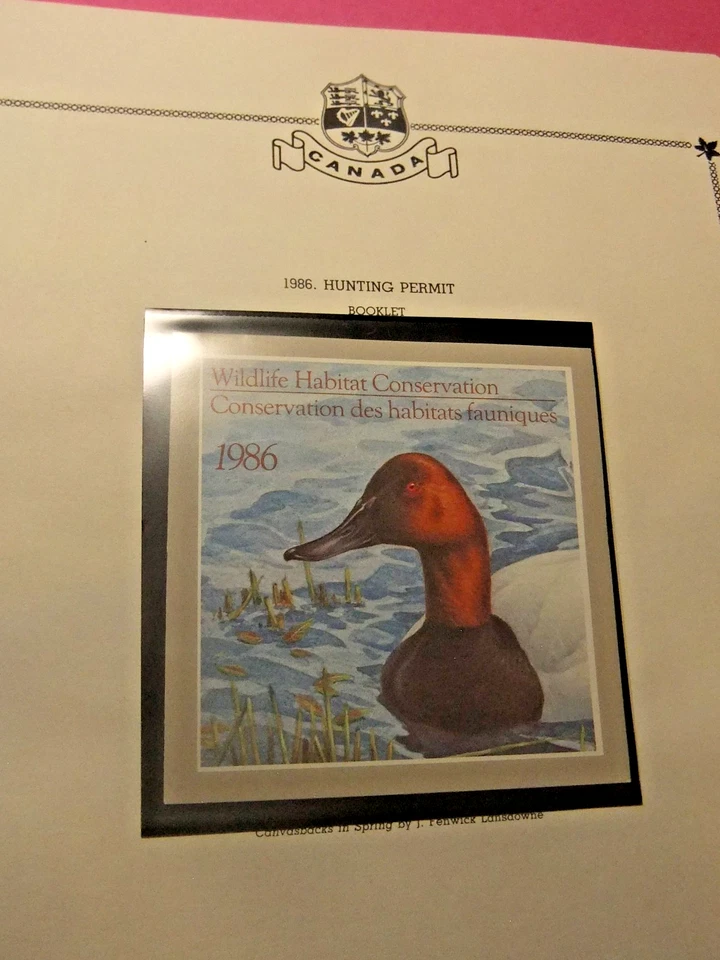 CANADA
1986. HUNTING PERMIT
BOOKLET
Wildlife Habitat Conservation
Conservation des habitats fauniques
1986
Canvasbacks in Spring by J. Fenwick Lansdowne